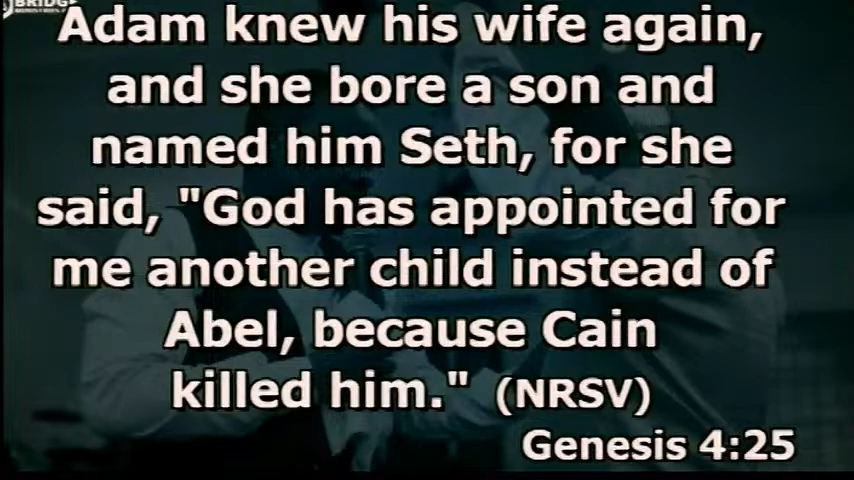 BRIDGE
Adam knew his wife again,
and she bore a son and
named him Seth, for she
said, "God has appointed for
me another child instead of
Abel, because Cain
killed him." (NRSV)
Genesis 4:25